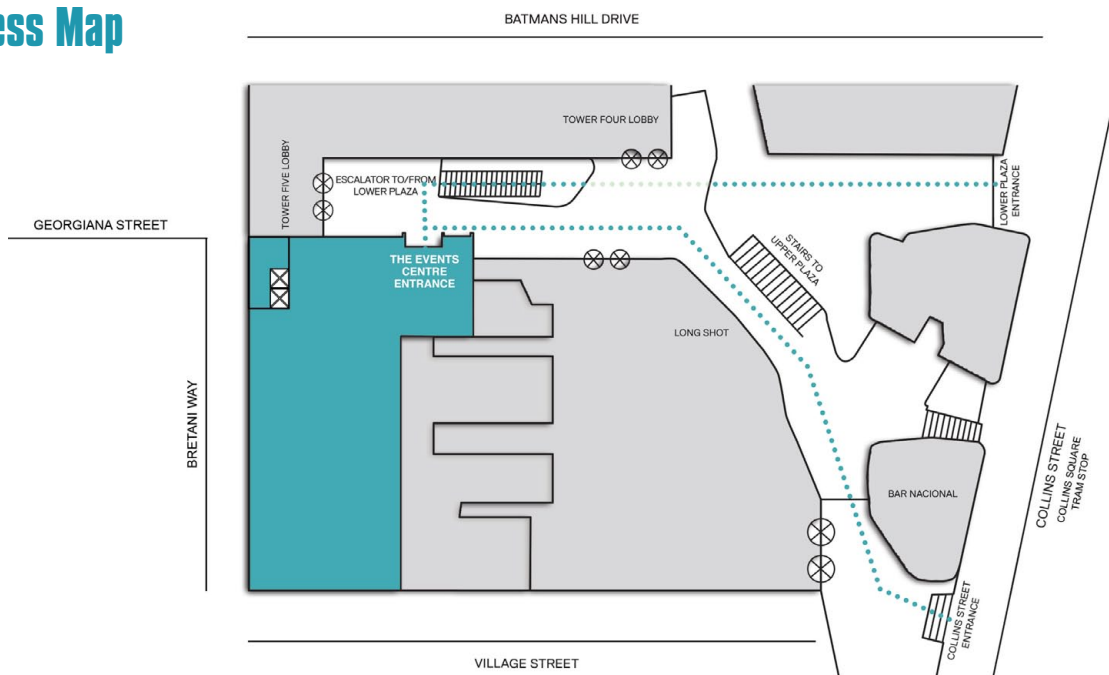 ess Map
BATMANS HILL DRIVE
TOWER FOUR LOBBY
TOWER FIVE LOBBY
ESCALATOR TO/FROM
LOWER PLAZA
LOWER PLAZA
ENTRANCE
GEORGIANA STREET
THE EVENTS
CENTRE
ENTRANCE
STAIRS TO
UPPER PLAZA
LONG SHOT
BRETANI WAY
BAR NACIONAL
COLLINS STREET
COLLINS SQUARE
TRAM STOP
COLLINS STREET
ENTRANCE
VILLAGE STREET